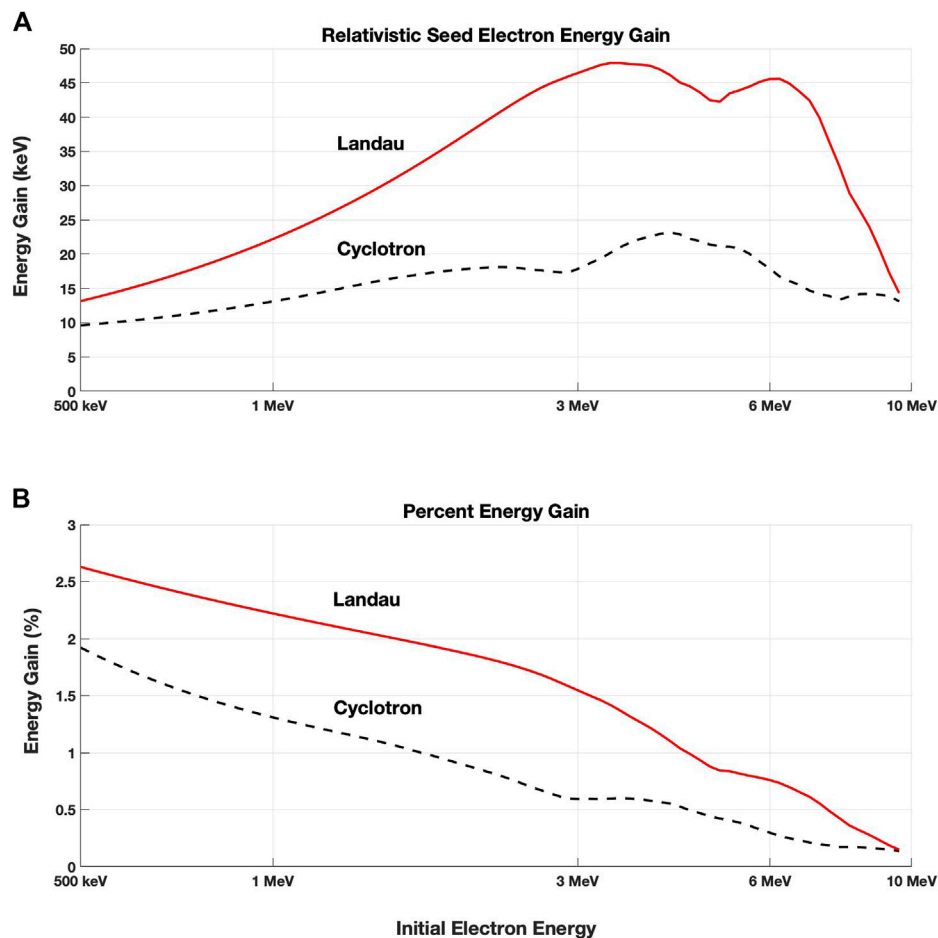 A
Relativistic Seed Electron Energy Gain
Energy Gain (keV)
50
45
40
35
30
25
20
15
10
5
0
Landau
Cyclotron
500 keV 1 MeV 3 MeV 6 MeV 10 MeV
B
Percent Energy Gain
Energy Gain (%)
3
2.5
2
1.5
1
0.5
0
Landau
Cyclotron
500 keV 1 MeV 3 MeV 6 MeV 10 MeV
Initial Electron Energy